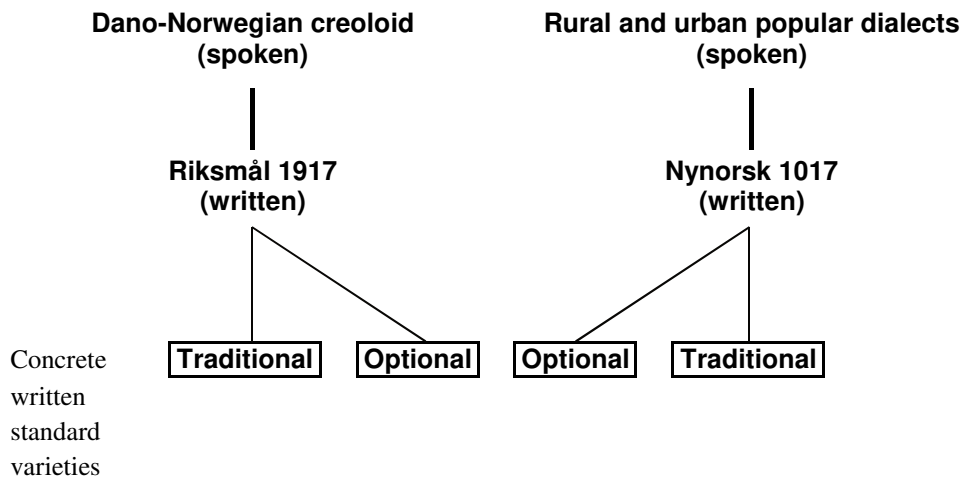 Dano-Norwegian creoloid
(spoken)
Rural and urban popular dialects
(spoken)
Riksmål 1917
(written)
Nynorsk 1017
(written)
Concrete
written
standard
varieties
Traditional
Optional
Optional
Traditional